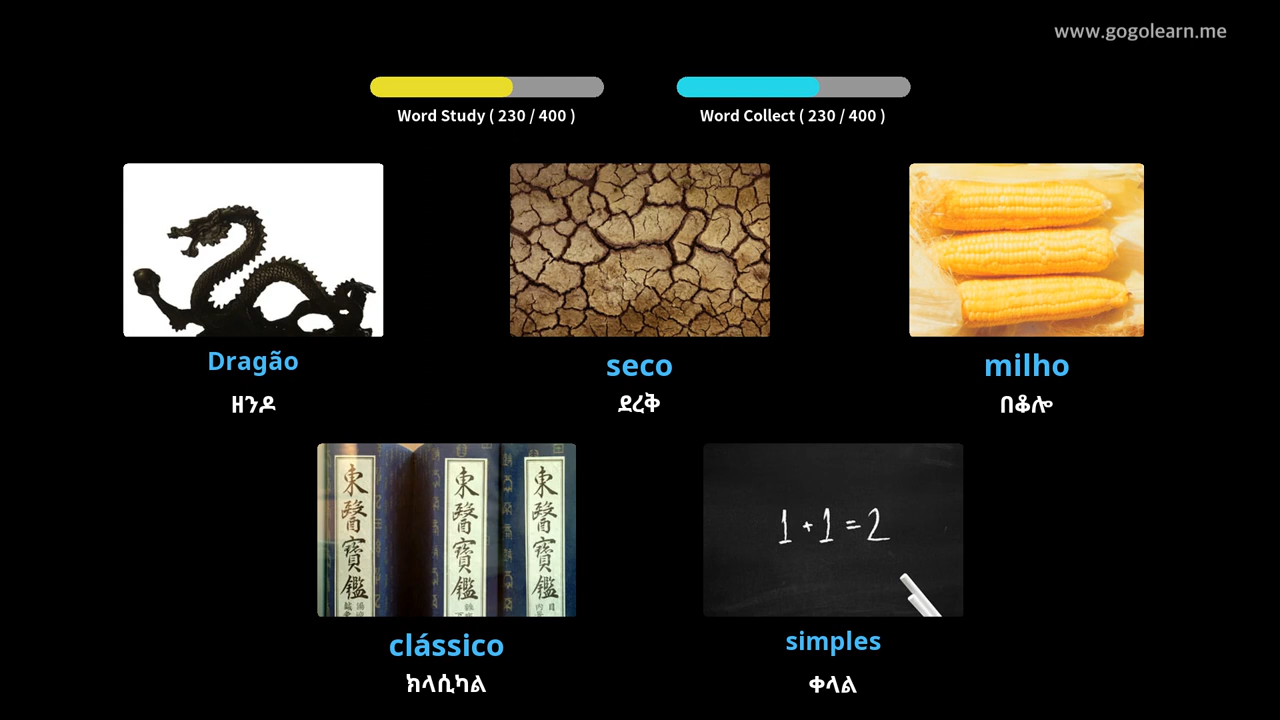 www.gogolearn.me
Word Study ( 230 / 400 )
Word Collect ( 230 / 400 )
Dragão
ዘንዶ
seco
ደረቅ
milho
በቆሎ
東醫寶鑑
東醫寶鑑
東醫寶鑑
1 + 1 = 2
clássico
ክላሲካል
simples
ቀላል